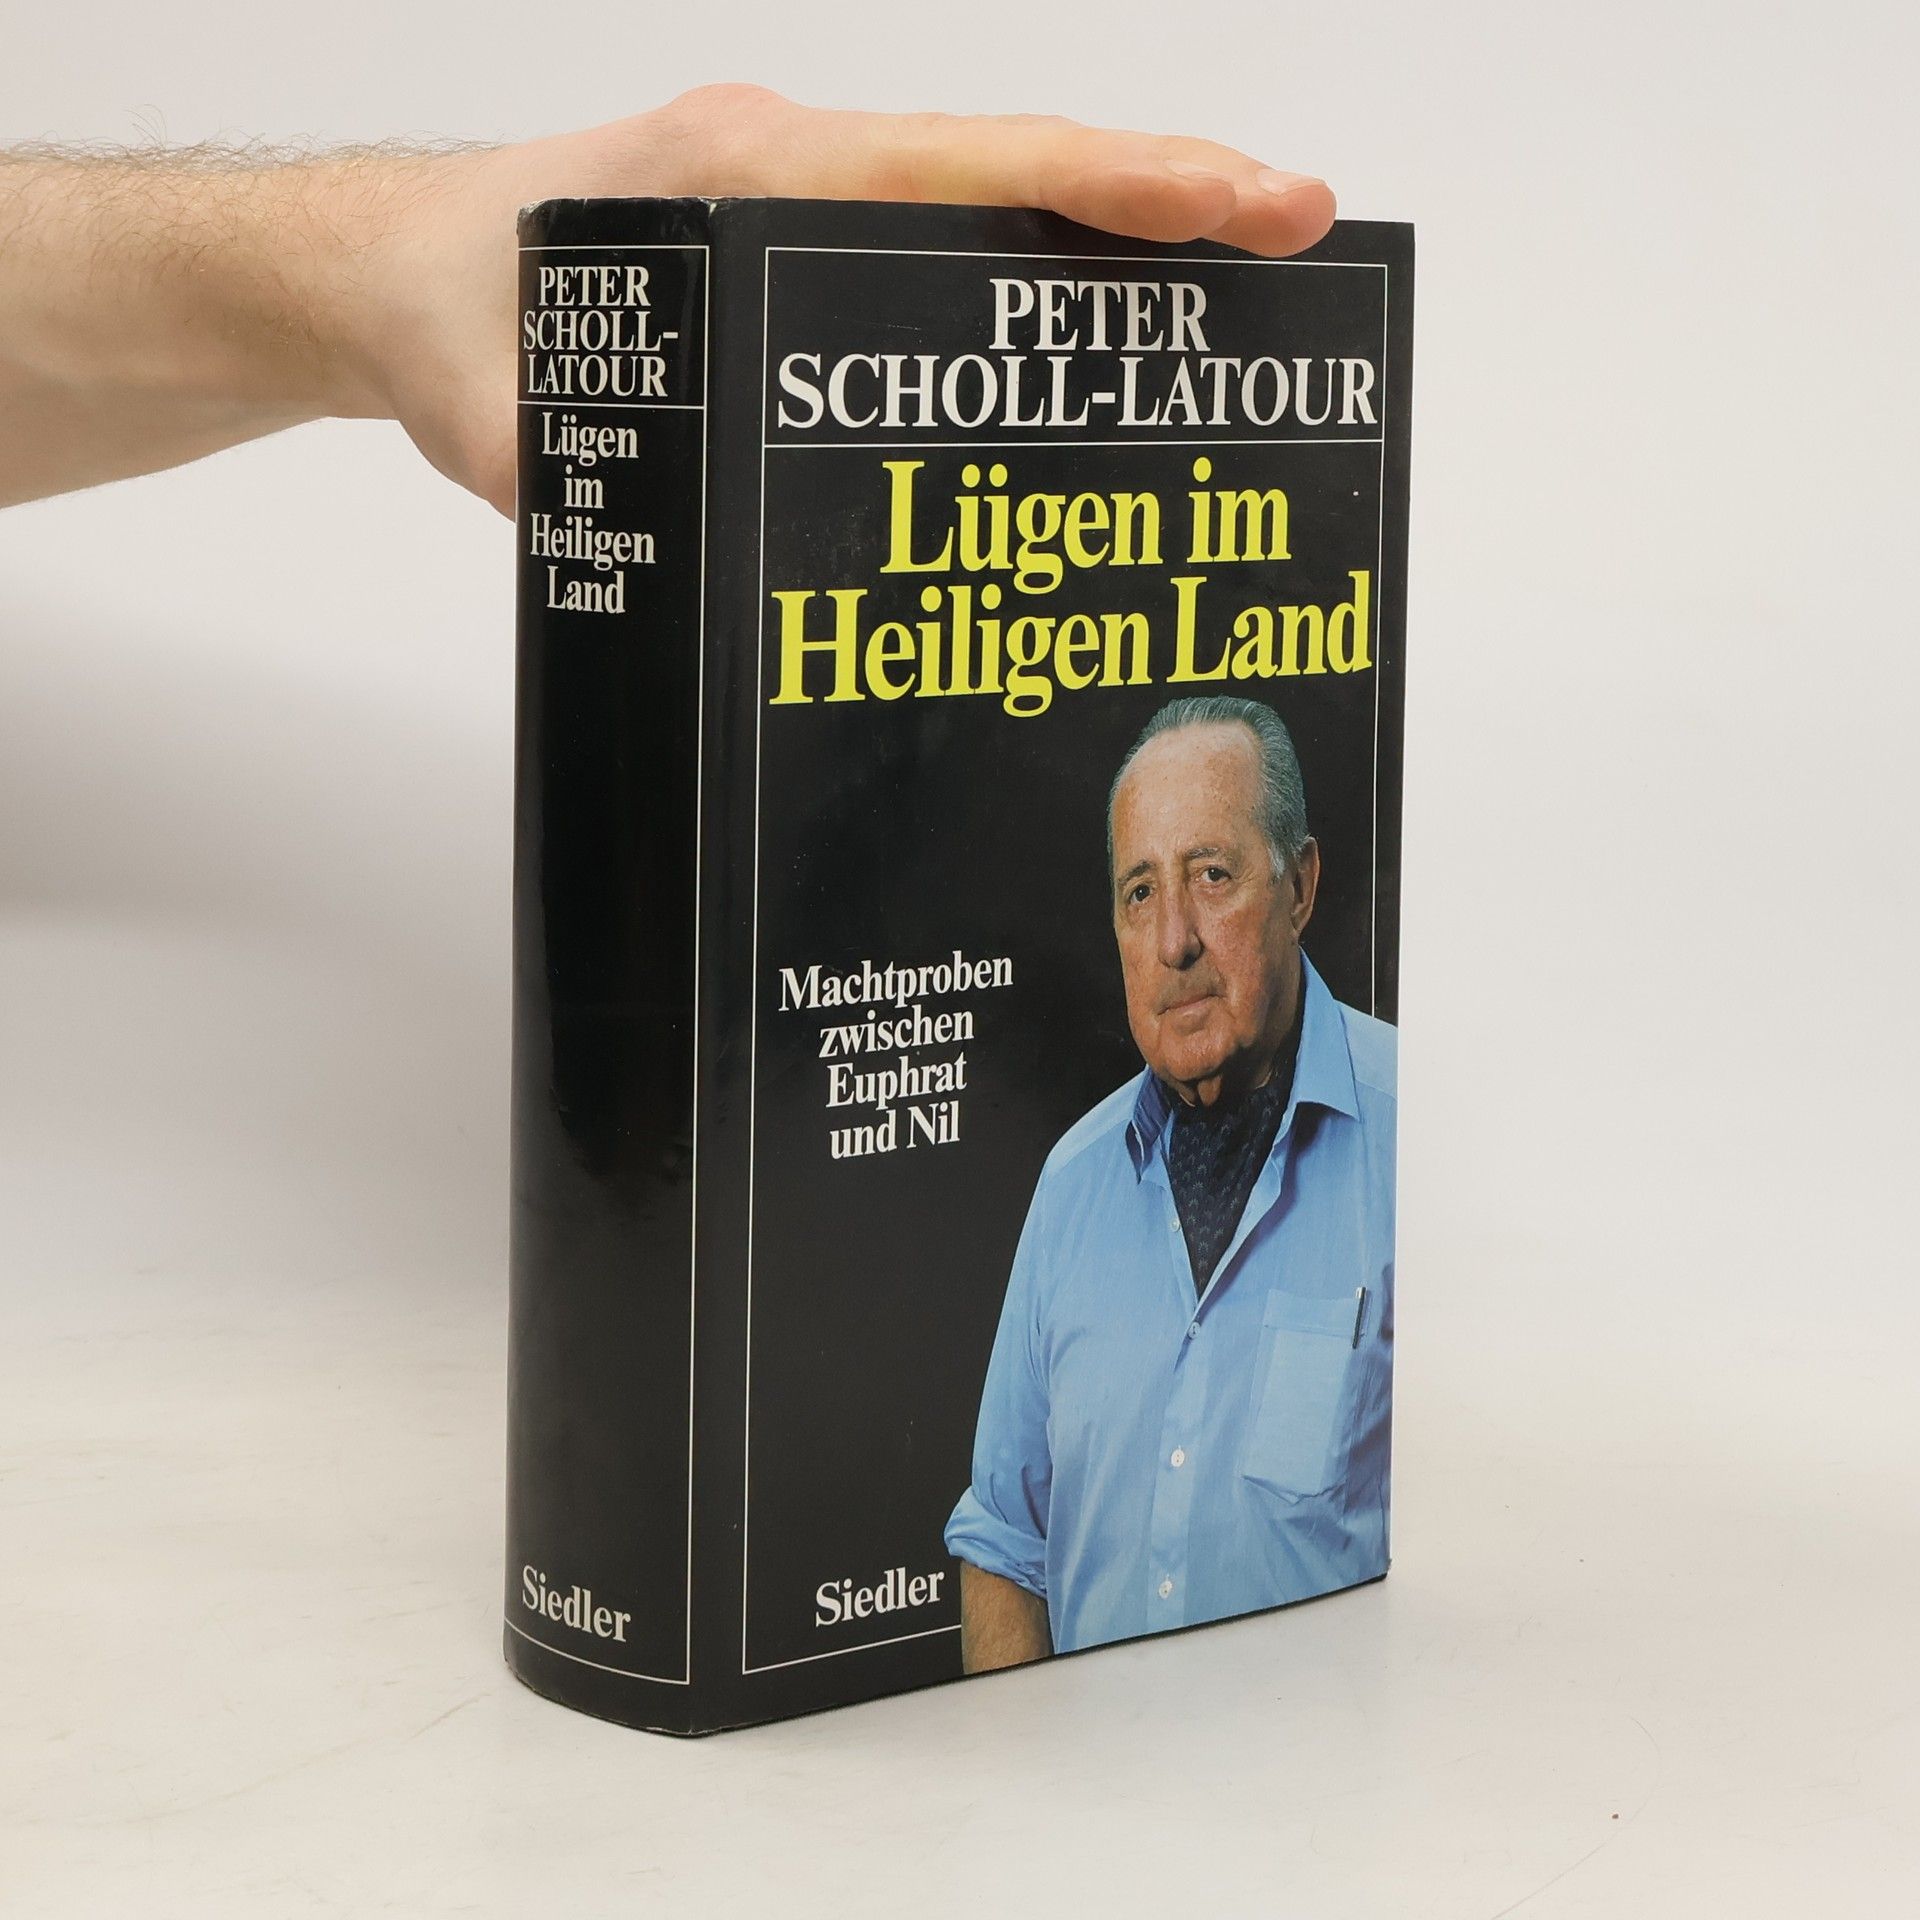 PETER
SCHOLL-
LATOUR
Lügen
im
Heiligen
Land
Siedler
PETER
SCHOLL-LATOUR
Lügen im
Heiligen Land
Machtproben
zwischen
Euphrat
und Nil
Siedler